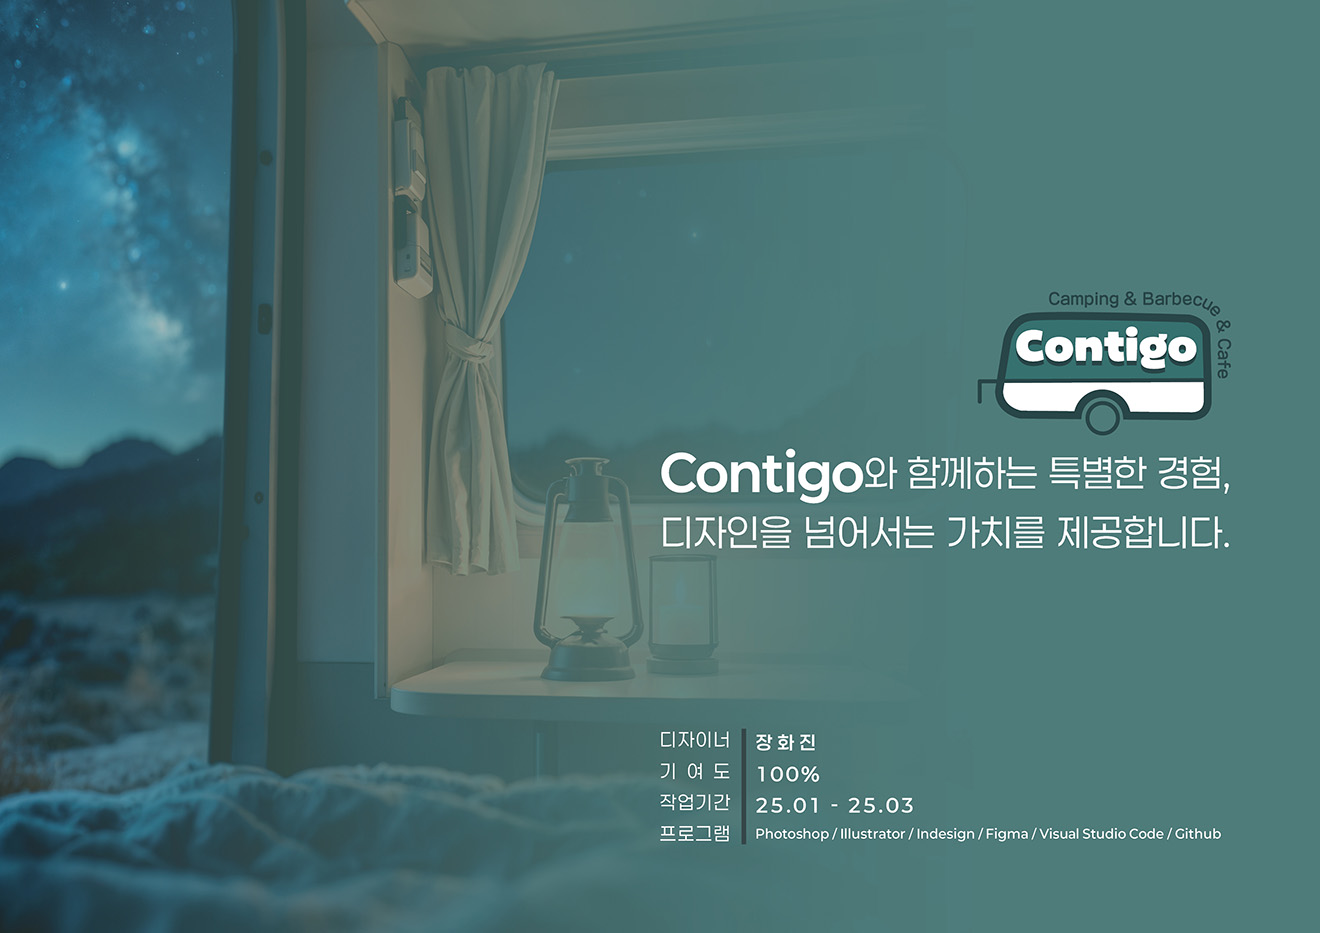 Camping & Barbecue & Cafe
Contigo
Contigo와 함께하는 특별한 경험,
디자인을 넘어서는 가치를 제공합니다.
디자이너 장화진
기여도 100%
작업기간 25.01 - 25.03
프로그램 Photoshop / Illustrator / Indesign / Figma / Visual Studio Code / Github